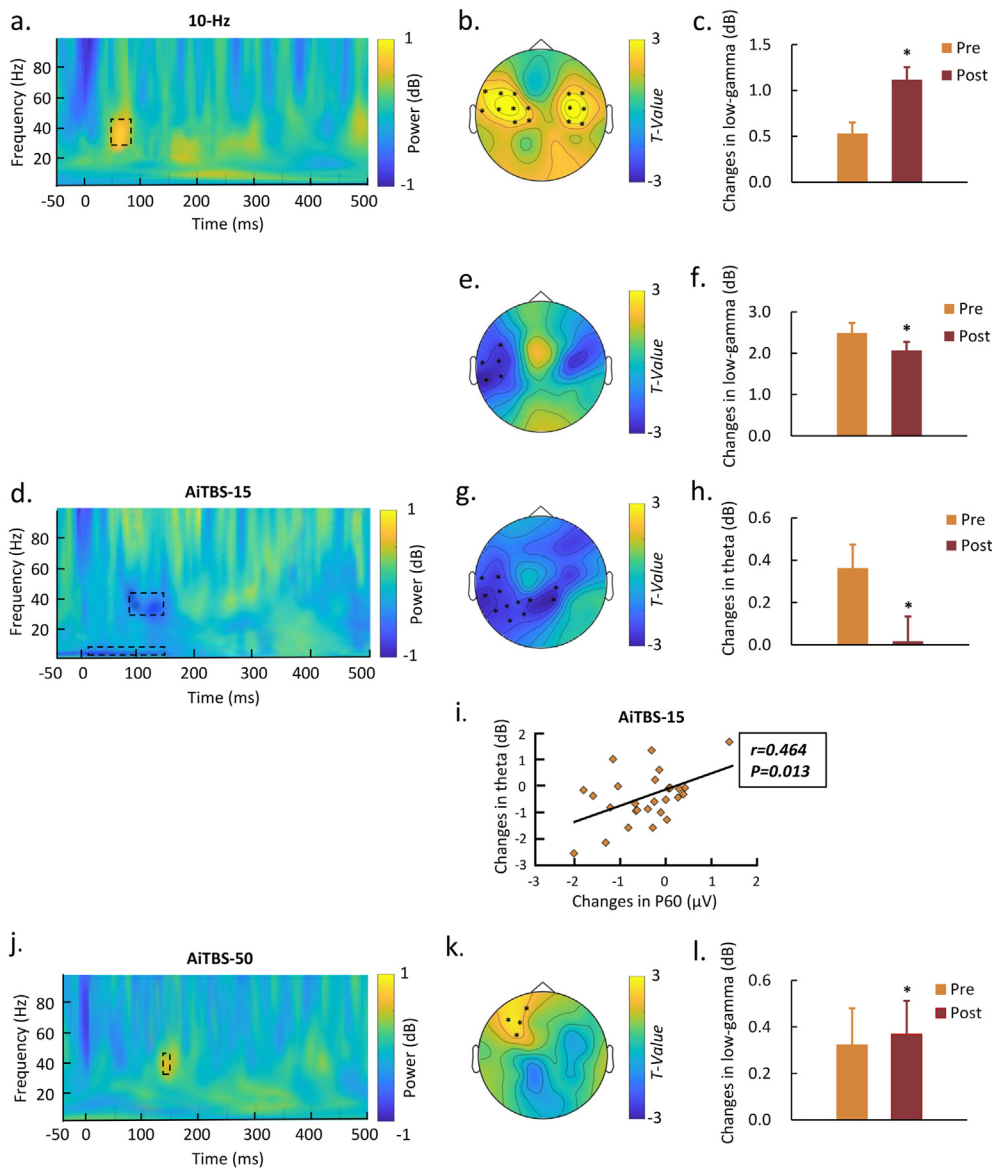 a.
10-Hz
Frequency (Hz)
80
60
40
20
-50 0 100 200 300 400 500
Time (ms)
1
-1
Power (dB)
b.
3
-3
T-Value
* * * * * * * * *
* * * * * *
c.
Changes in low-gamma (dB)
1.5
1.0
0.5
0.0
*
Pre
Post
e.
3
-3
T-Value
* * * * * *
f.
Changes in low-gamma (dB)
3.0
2.0
1.0
0.0
*
Pre
Post
d.
AiTBS-15
Frequency (Hz)
80
60
40
20
-50 0 100 200 300 400 500
Time (ms)
1
-1
Power (dB)
g.
3
-3
T-Value
h.
Changes in theta (dB)
0.6
0.4
0.2
0.0
*
Pre
Post
i.
AiTBS-15
Changes in theta (dB)
2
1
0
-1
-2
-3
-3 -2 -1 0 1 2
Changes in P60 (µV)
r=0.464
P=0.013
j.
AiTBS-50
Frequency (Hz)
80
60
40
20
-50 0 100 200 300 400 500
Time (ms)
1
-1
Power (dB)
k.
3
-3
T-Value
* * * *
l.
Changes in low-gamma (dB)
0.6
0.4
0.2
0.0
*
Pre
Post